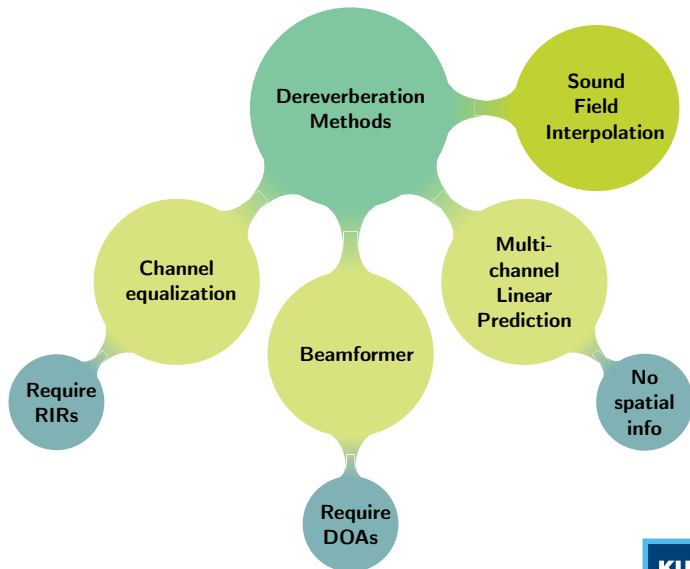 Dereverberation
Methods
Sound
Field
Interpolation
Channel
equalization
Multi-
channel
Linear
Prediction
Beamformer
Require
RIRs
No
spatial
info
Require
DOAs